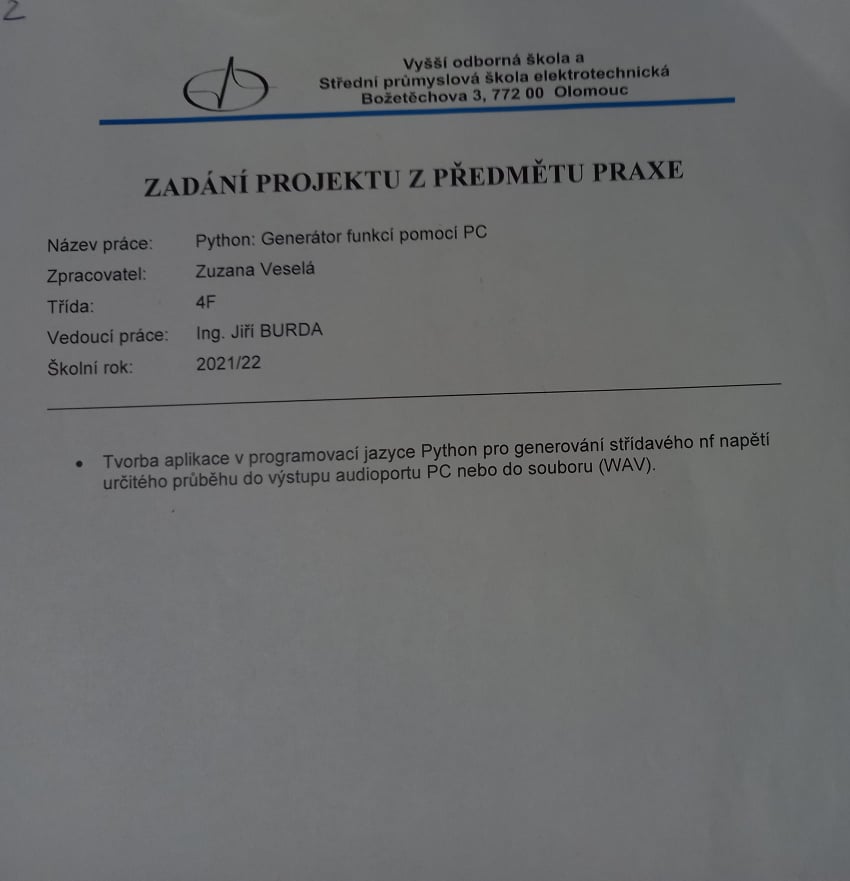 2
Vyšší odborná škola a
Střední průmyslová škola elektrotechnická
Božetěchova 3, 772 00 Olomouc
ZADÁNÍ PROJEKTU Z PŘEDMĚTU PRAXE
Název práce: Python: Generátor funkcí pomocí PC
Zpracovatel: Zuzana Veselá
Třída: 4F
Vedoucí práce: Ing. Jiří BURDA
Školní rok: 2021/22
• Tvorba aplikace v programovací jazyce Python pro generování střídavého nf napětí
určitého průběhu do výstupu audioportu PC nebo do souboru (WAV).